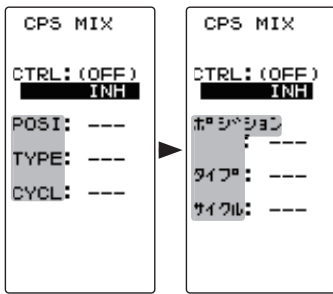 CPS MIX
CTRL:(OFF)
INH
POSI: ---
TYPE: ---
CYCL: ---
CPS MIX
CTRL:(OFF)
INH
ポジション
: ---
タイプ: ---
サイクル: ---